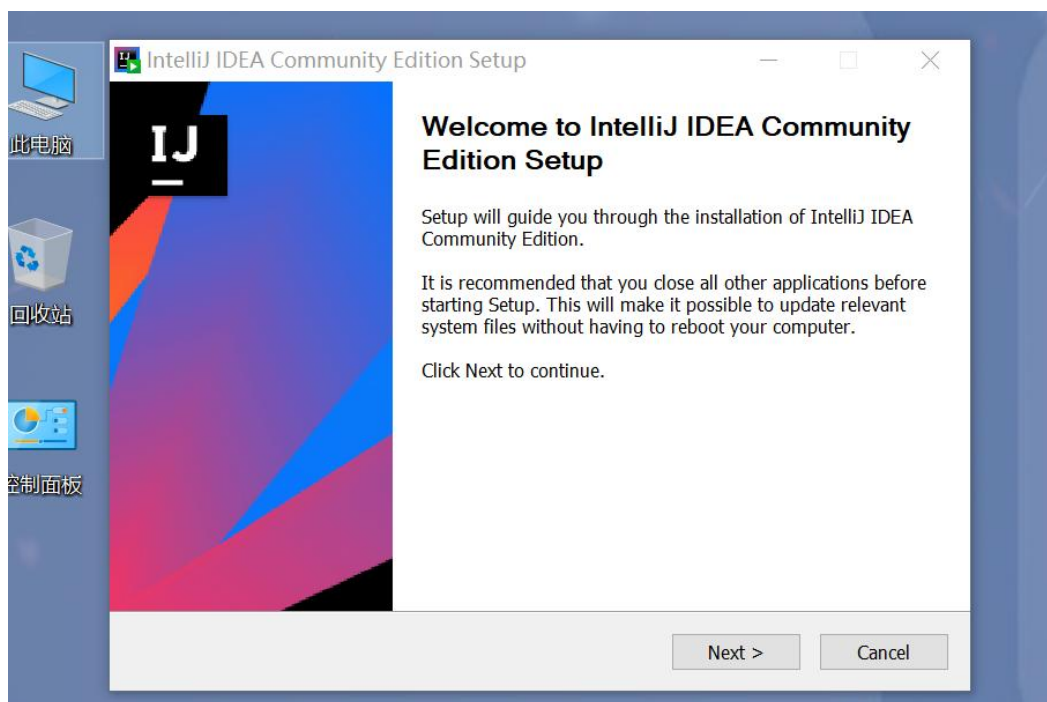 IntelliJ IDEA Community Edition Setup
此电脑
回收站
控制面板
IJ
Welcome to IntelliJ IDEA Community
Edition Setup
Setup will guide you through the installation of IntelliJ IDEA
Community Edition.
It is recommended that you close all other applications before
starting Setup. This will make it possible to update relevant
system files without having to reboot your computer.
Click Next to continue.
Next >
Cancel